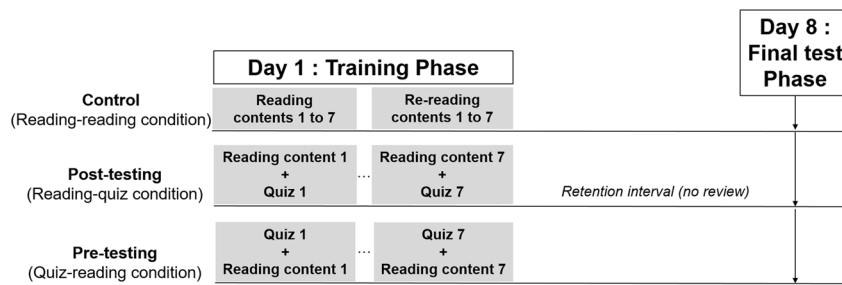 Day 8 :
Final test
Phase
Day 1 : Training Phase
Control
(Reading-reading condition)
Reading
contents 1 to 7
Re-reading
contents 1 to 7
Post-testing
(Reading-quiz condition)
Reading content 1
+
Quiz 1
...
Reading content 7
+
Quiz 7
Retention interval (no review)
Pre-testing
(Quiz-reading condition)
Quiz 1
+
Reading content 1
...
Quiz 7
+
Reading content 7